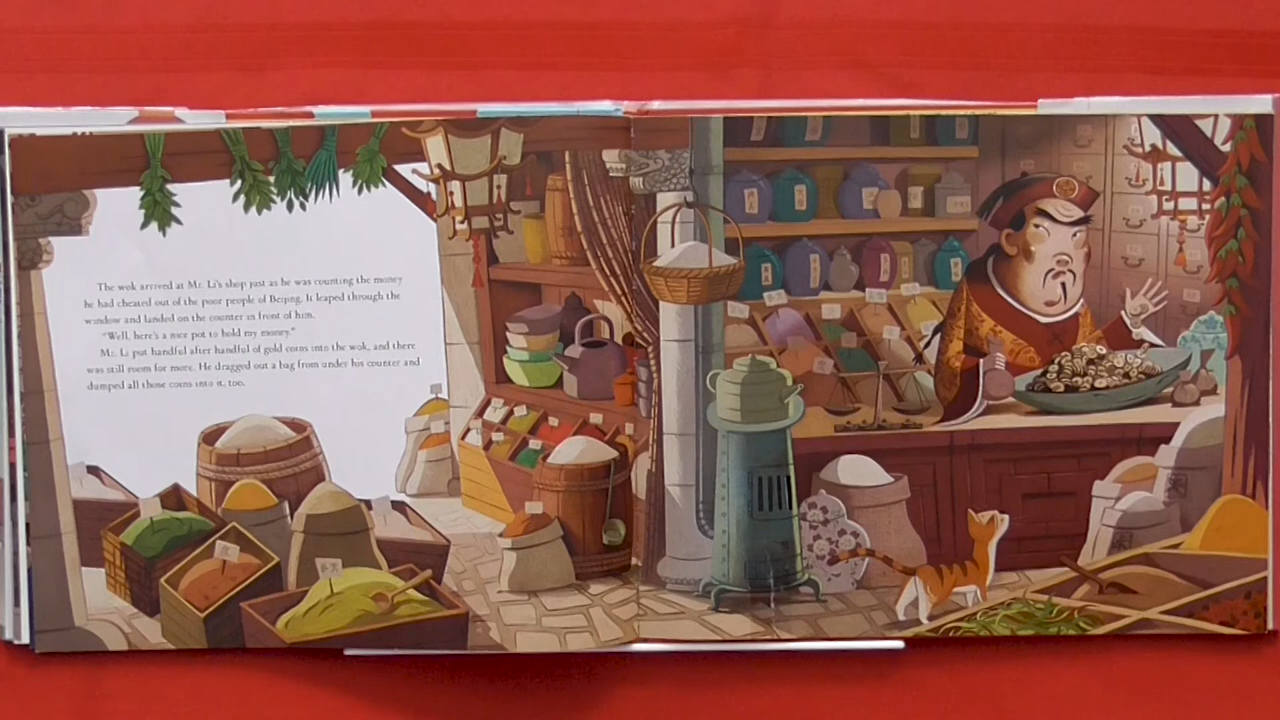 The wok arrived at Mr. Li's shop just as he was counting the money
he had cheated out of the poor people of Beijing. It leaped through the
window and landed on the counter in front of him.
"Well, here's a nice pot to hold my money."
Mr. Li put handful after handful of gold coins into the wok, and there
was still room for more. He dragged out a bag from under his counter and
dumped all those coins into it, too.